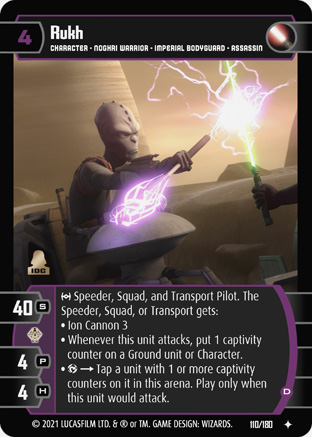 4
Rukh
CHARACTER • NOGHRI WARRIOR • IMPERIAL BODYGUARD • ASSASSIN
IDC
40 S
4 P
4 H
Speeder, Squad, and Transport Pilot. The
Speeder, Squad, or Transport gets:
• Ion Cannon 3
• Whenever this unit attacks, put 1 captivity
counter on a Ground unit or Character.
• → Tap a unit with 1 or more captivity
counters on it in this arena. Play only when
this unit would attack.
D
© 2021 LUCASFILM LTD. & ® or TM. GAME DESIGN: WIZARDS. 110/180